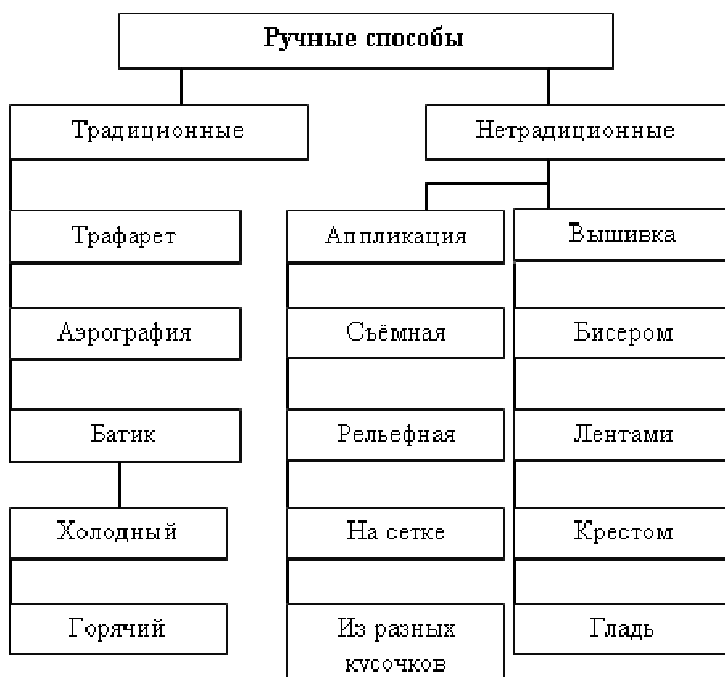 Ручные способы
Традиционные
Нетрадиционные
Трафарет
Аппликация
Вышивка
Аэрография
Съёмная
Бисером
Батик
Рельефная
Лентами
Холодный
На сетке
Крестом
Горячий
Из разных
кусочков
Гладь